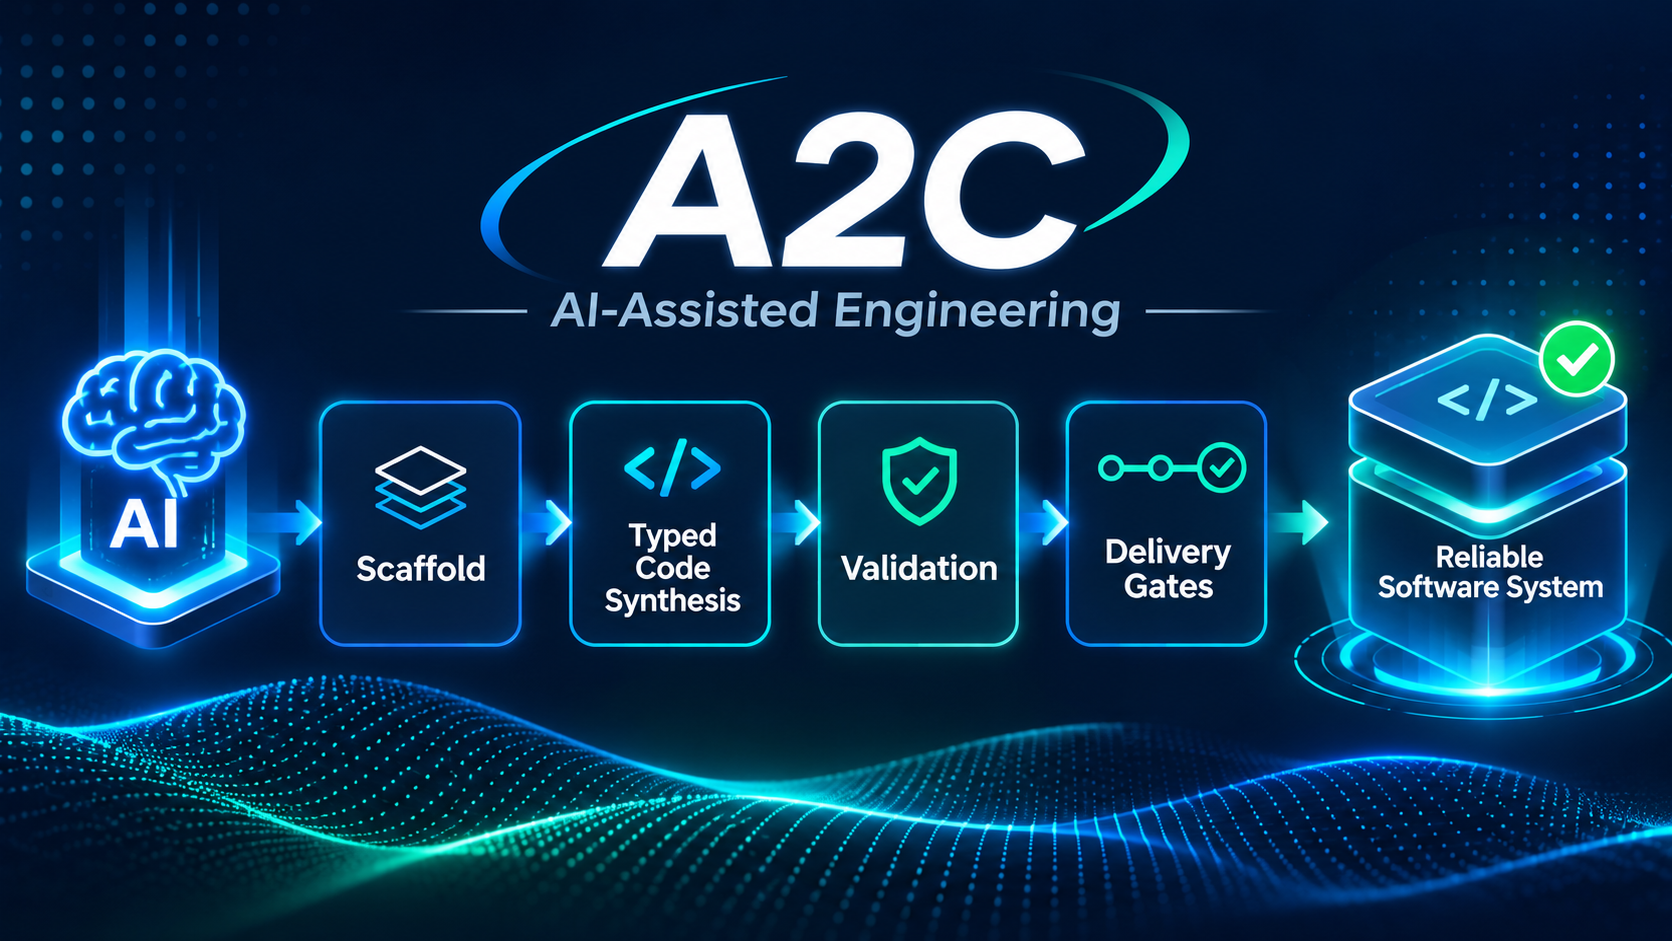 A2C
AI-Assisted Engineering
AI
Scaffold
</>
Typed
Code
Synthesis
Validation
Delivery
Gates
</>
Reliable
Software System